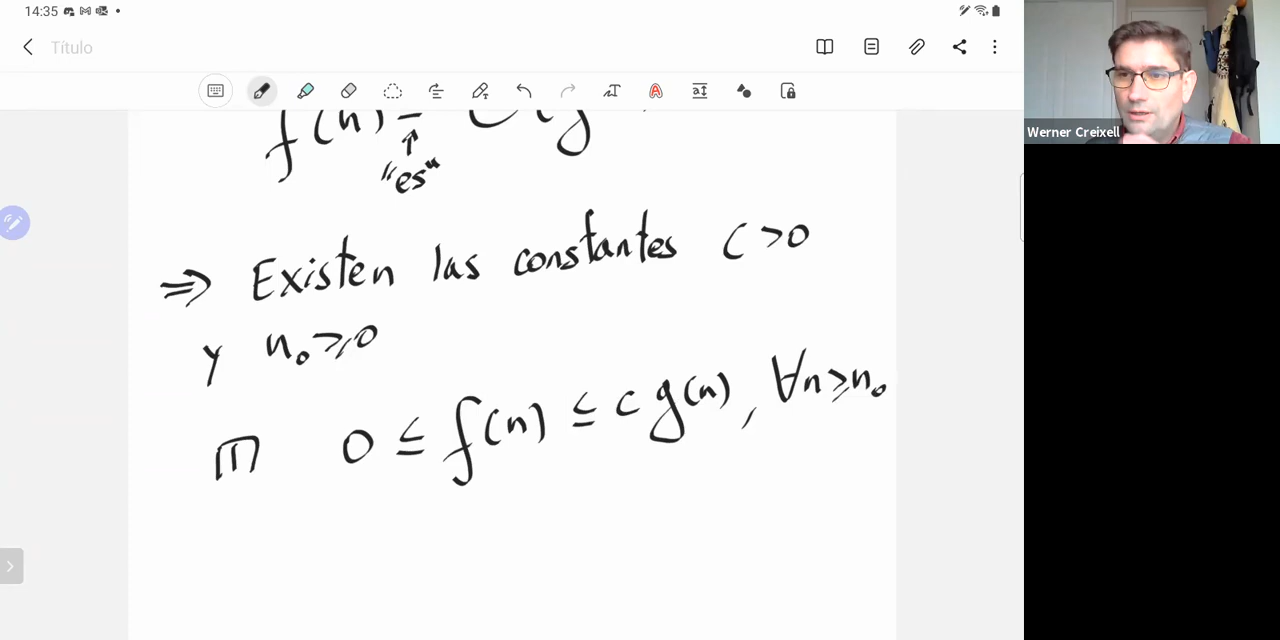 14:35
Título
Werner Creixell
f(n) =
"es"
⇒ Existen las constantes C>0
y n₀≥0
0 ≤ f(n) ≤ c g(n), ∀n≥n₀